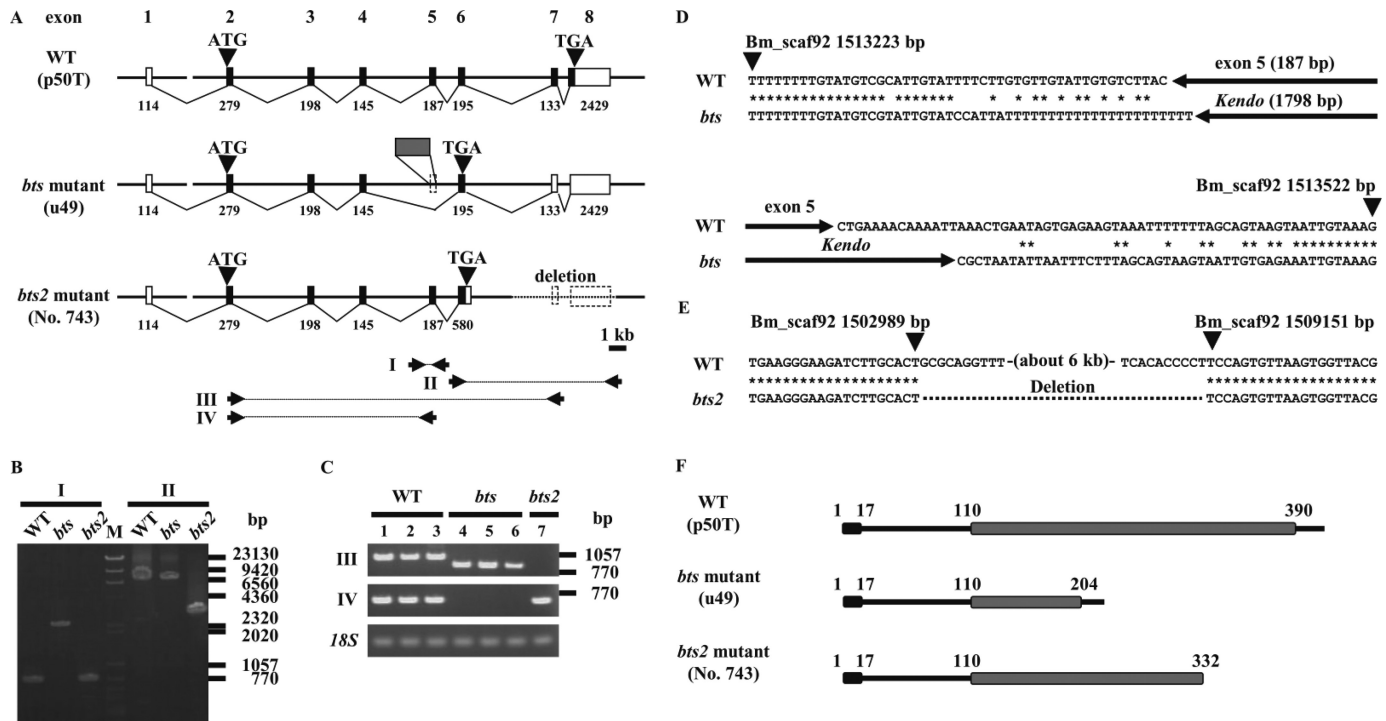 A exon 1 2 3 4 5 6 7 8
WT (p50T) ATG TGA
114 279 198 145 187 195 133 2429
bts mutant (u49) ATG TGA
114 279 198 145 195 133 2429
bts2 mutant (No. 743) ATG TGA deletion
114 279 198 145 187 580
1 kb
I
II
III
IV
B
I II
WT bts bts2 M WT bts bts2 bp
23130
9420
6560
4360
2320
2020
1057
770
C
WT bts bts2
1 2 3 4 5 6 7 bp
III 1057
770
IV 770
18S
D
Bm_scaf92 1513223 bp
WT TTTTTTTTGTATGTCGCATTGTATTTTCTTGTGTTGTATTGTGTCTTAC exon 5 (187 bp)
**************** ******* * * ** * ** * * * **
bts Kendo (1798 bp)
Bm_scaf92 1513522 bp
WT exon 5 CTGAAAACAAAATTAAACTGAATAGTGAGAAGTAAATTTTTTTAGCAGTAAGTAATTGTAAAG
** ** * ** ** ** **********
bts Kendo CGCTAATATTAATTTCTTTAGCAGTAAGTAATTGTGAGAAATTGTAAAG
E
Bm_scaf92 1502989 bp Bm_scaf92 1509151 bp
WT TGAAGGGAAGATCTTGCACTGCGCAGGTTT -(about 6 kb)- TCACACCCCTTCCAGTGTTAAGTGGTTACG
******************** ********************
Deletion
bts2 TGAAGGGAAGATCTTGCACT TCCAGTGTTAAGTGGTTACG
F
WT (p50T) 1 17 110 390
bts mutant (u49) 1 17 110 204
bts2 mutant (No. 743) 1 17 110 332